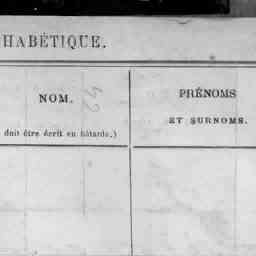 HABÉTIQUE.
NOM.
doit être écrit en bâtarde.)
PRÉNOMS
ET SURNOMS.